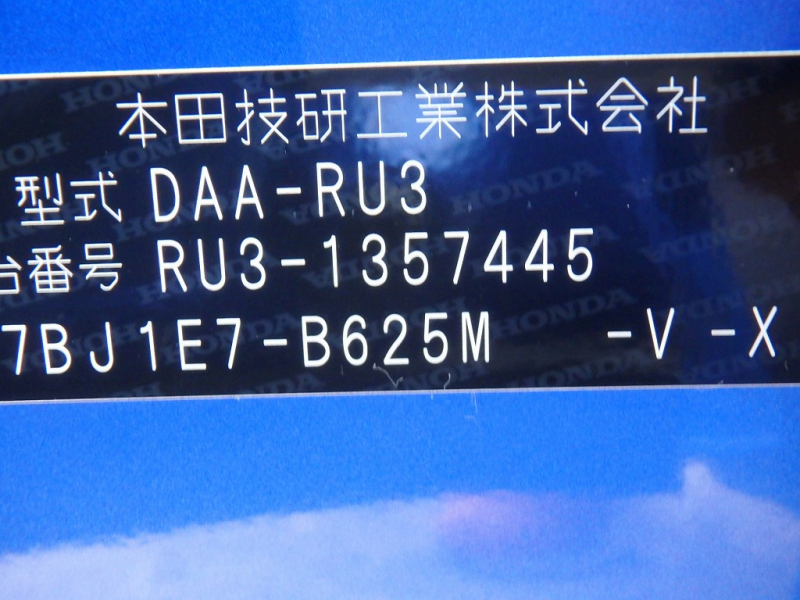 本田技研工業株式会社
型式 DAA-RU3
台番号 RU3-1357445
7BJ1E7-B625M -V -X